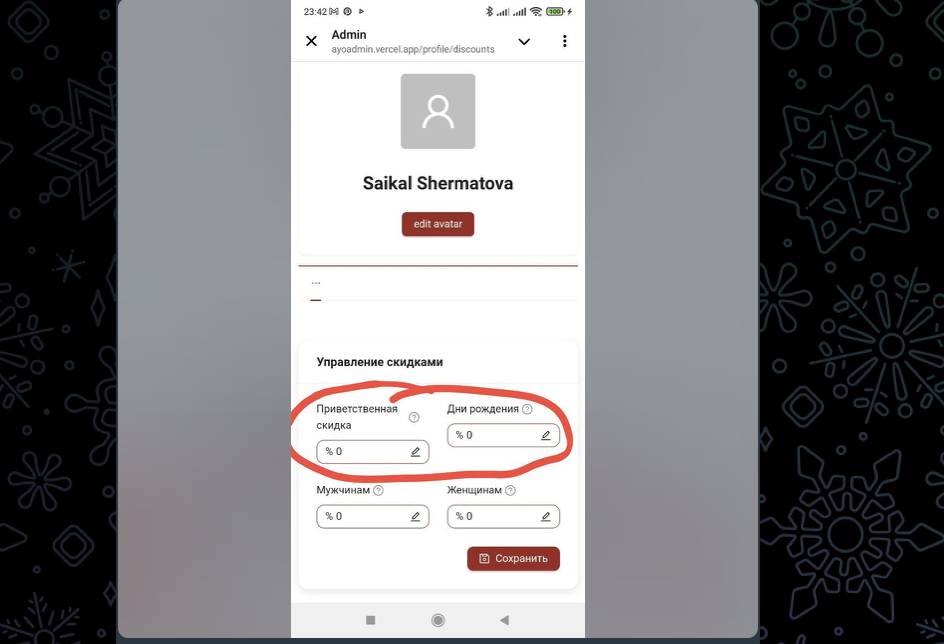 23:42
100
Admin
ayoadmin.vercel.app/profile/discounts
Saikal Shermatova
edit avatar
...
Управление скидками
Приветственная
скидка
Дни рождения
% 0
% 0
Мужчинам
Женщинам
% 0
% 0
Сохранить